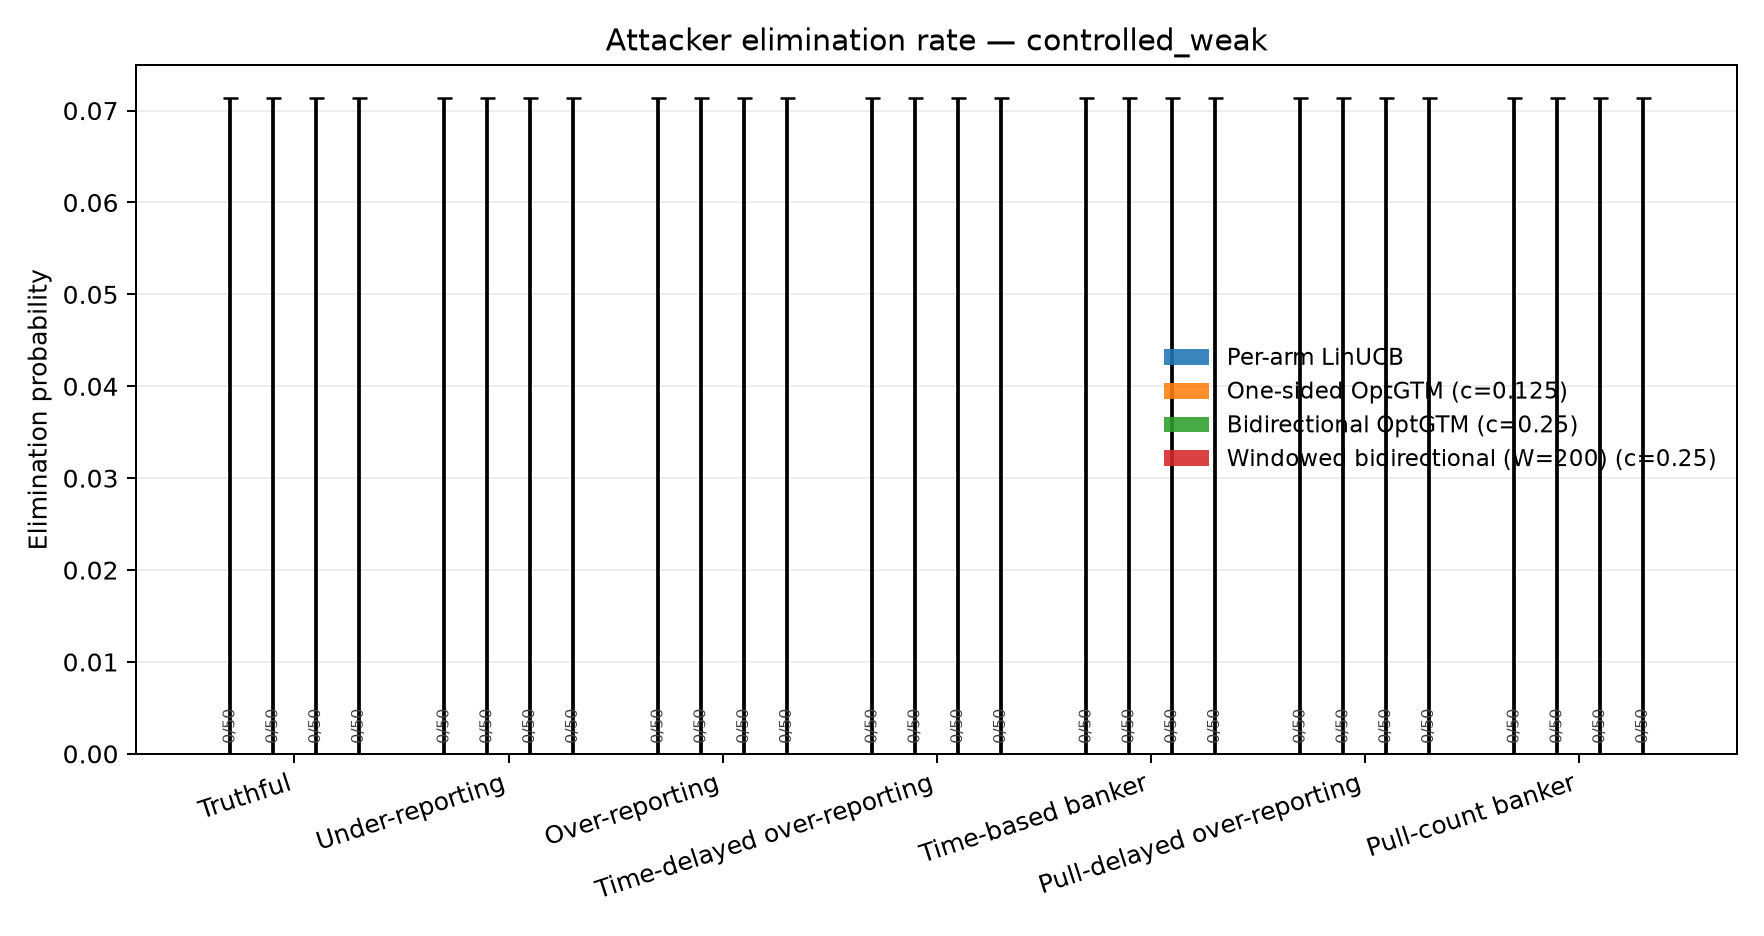 Attacker elimination rate — controlled_weak
Elimination probability
0.07
0.06
0.05
0.04
0.03
0.02
0.01
0.00
Per-arm LinUCB
One-sided OptGTM (c=0.125)
Bidirectional OptGTM (c=0.25)
Windowed bidirectional (W=200) (c=0.25)
0/50 0/50 0/50 0/50 0/50 0/50 0/50 0/50 0/50 0/50 0/50 0/50 0/50 0/50 0/50 0/50 0/50 0/50 0/50 0/50 0/50 0/50 0/50 0/50 0/50 0/50 0/50 0/50
Truthful
Under-reporting
Over-reporting
Time-delayed over-reporting
Time-based banker
Pull-delayed over-reporting
Pull-count banker